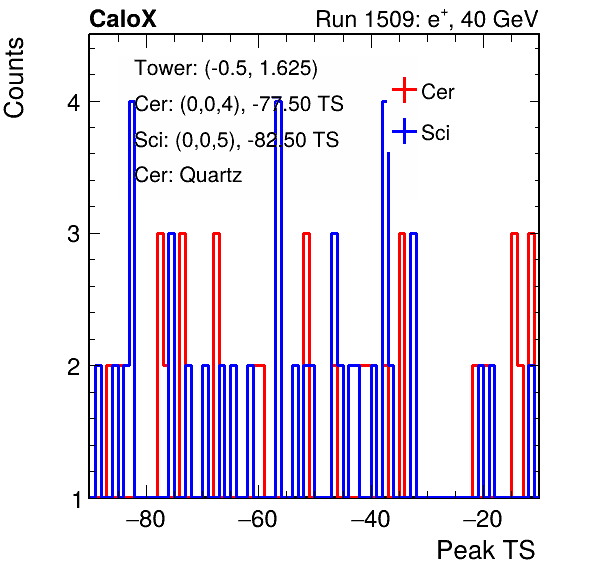 CaloX Run 1509: e+, 40 GeV
Counts
Tower: (-0.5, 1.625)
Cer: (0,0,4), -77.50 TS
Sci: (0,0,5), -82.50 TS
Cer: Quartz
Cer
Sci
4
3
2
1
−80 −60 −40 −20
Peak TS